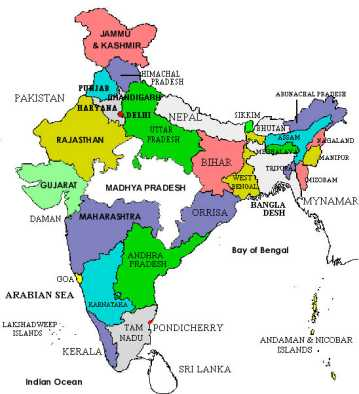 JAMMU
& KASHMIR
HIMACHAL
PRADESH
PUNJAB
CHANDIGARH
PAKISTAN
HARYANA
DELHI
ARUNACHAL PRADESH
NEPAL
SIKKIM
BHUTAN
ASSAM
NAGALAND
RAJASTHAN
UTTAR
PRADESH
MEGHALAYA
MANIPUR
BIHAR
TRIPURA
GUJARAT
MADHYA PRADESH
WEST
BENGAL
MIZORAM
BANGLA
DESH
MYNAMAR
DAMAN
MAHARASHTRA
ORRISA
Bay of Bengal
ANDHRA
PRADESH
GOA
ARABIAN SEA
KARNATAKA
LAKSHADWEEP
ISLANDS
TAM
NADU
PONDICHERRY
ANDAMAN & NICOBAR
ISLANDS
KERALA
SRI LANKA
Indian Ocean